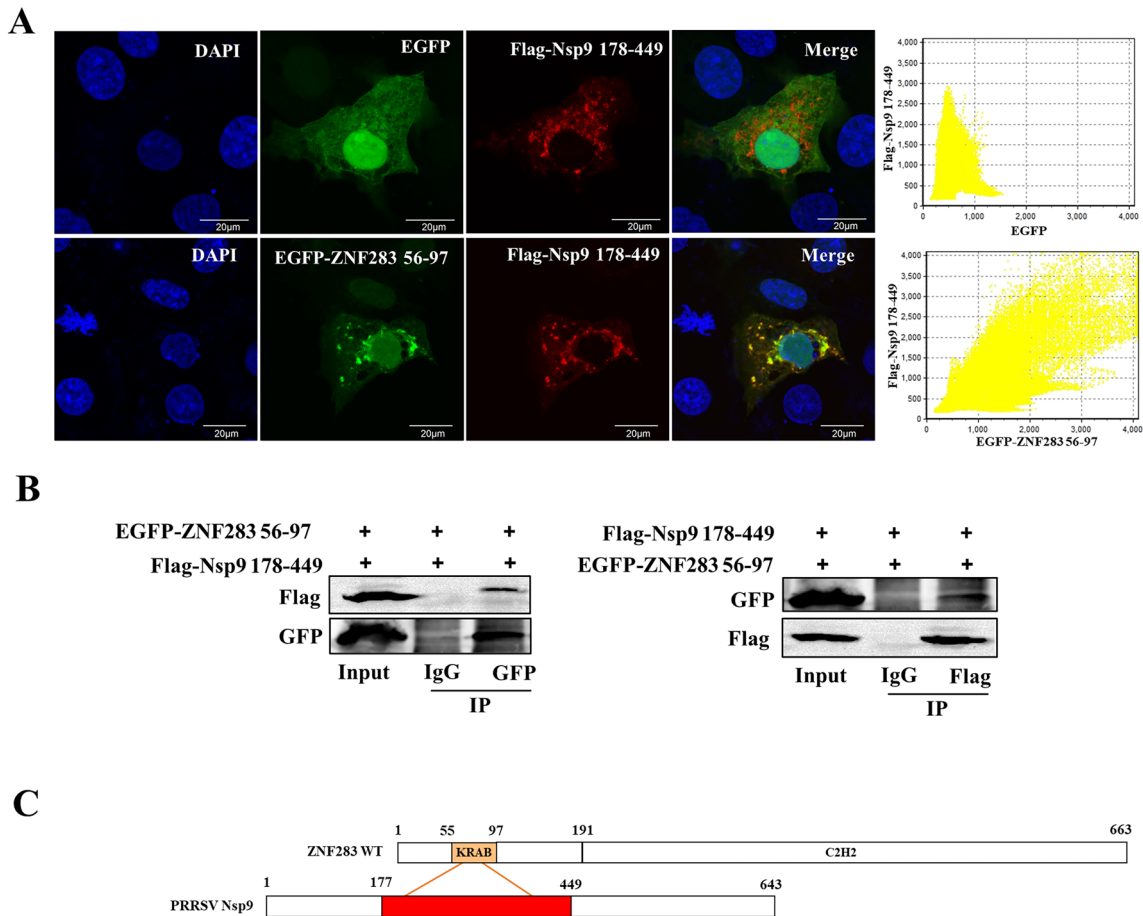 A
DAPI
EGFP
Flag-Nsp9 178-449
Merge
20μm
20μm
20μm
20μm
Flag-Nsp9 178-449
4,000
3,500
3,000
2,500
2,000
1,500
1,000
500
0
0
1,000
2,000
3,000
4,000
EGFP
DAPI
EGFP-ZNF283 56-97
Flag-Nsp9 178-449
Merge
20μm
20μm
20μm
20μm
Flag-Nsp9 178-449
4,000
3,500
3,000
2,500
2,000
1,500
1,000
500
0
0
1,000
2,000
3,000
4,000
EGFP-ZNF283 56-97
B
EGFP-ZNF283 56-97 + + +
Flag-Nsp9 178-449 + + +
Flag
GFP
Input IgG GFP
IP
Flag-Nsp9 178-449 + + +
EGFP-ZNF283 56-97 + + +
GFP
Flag
Input IgG Flag
IP
C
1 55 97 191 663
ZNF283 WT KRAB C2H2
1 177 449 643
PRRSV Nsp9